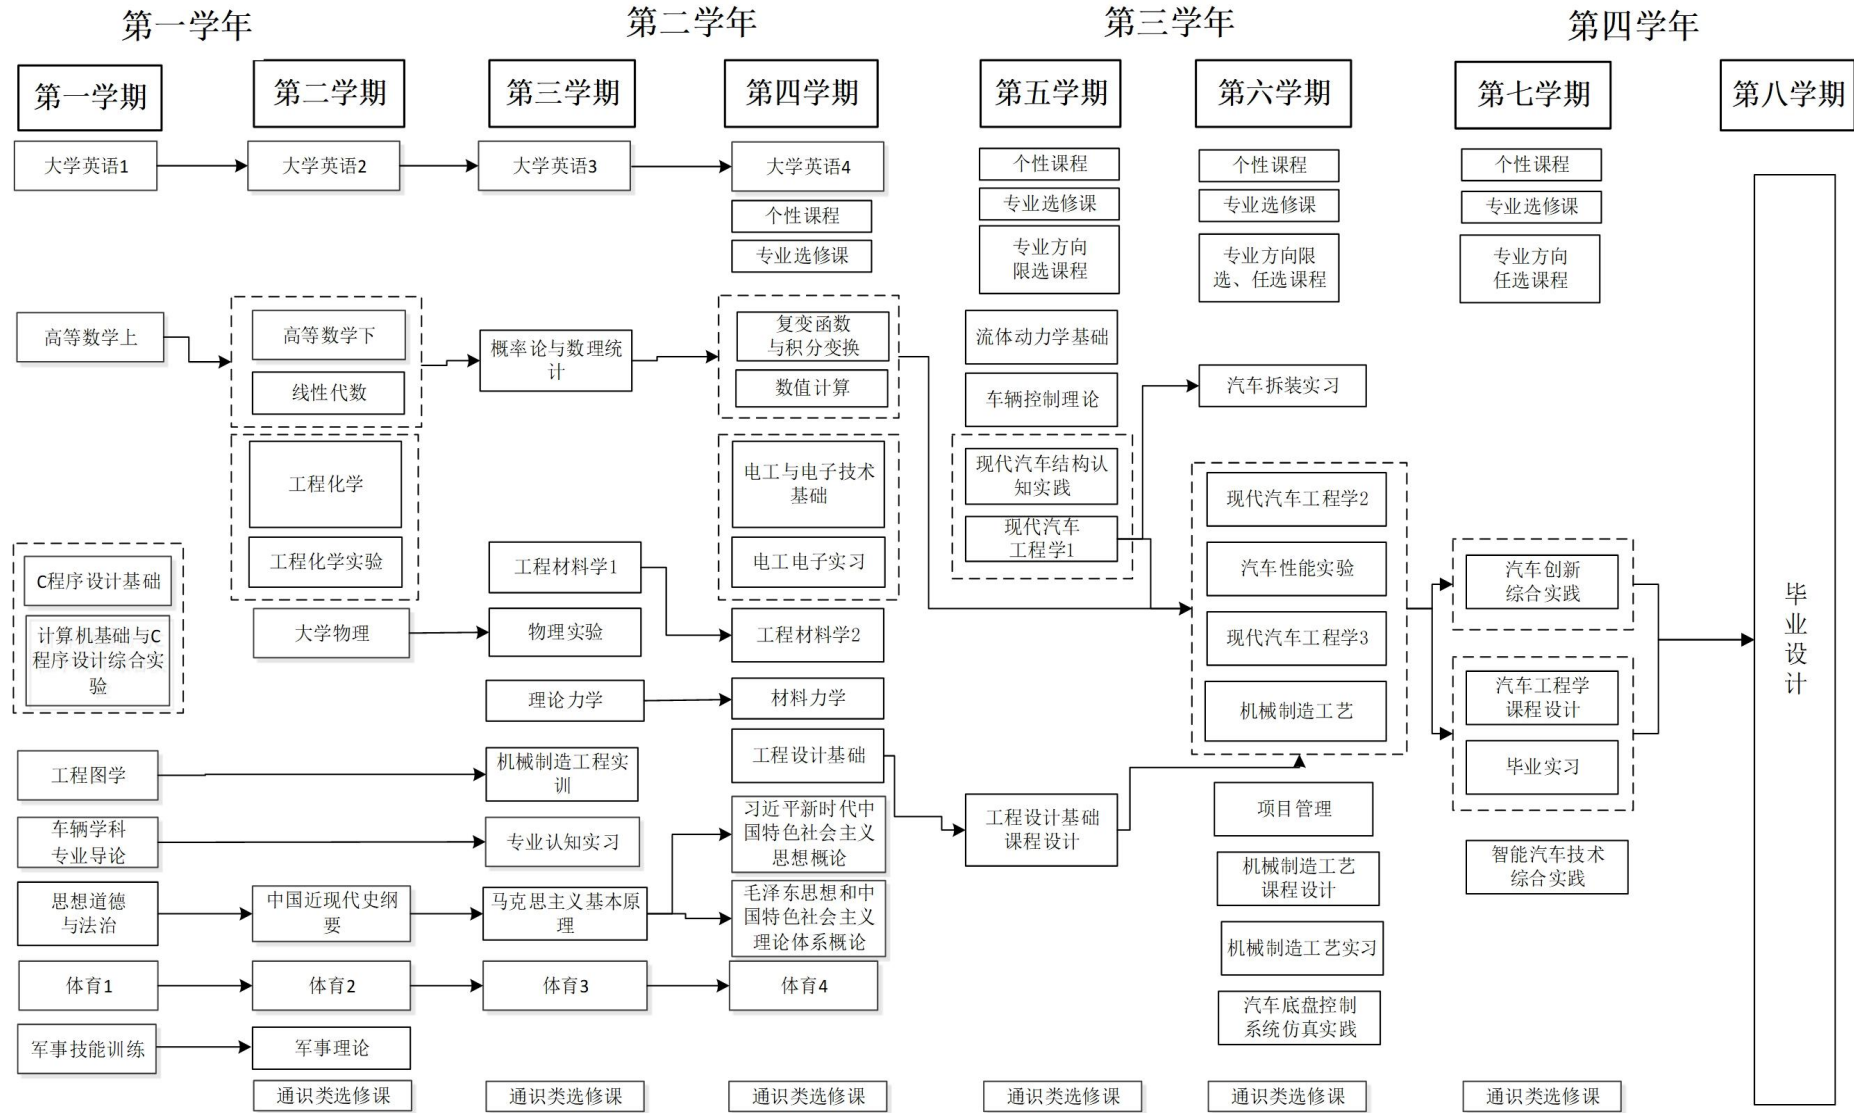 第一学年
第二学年
第三学年
第四学年
第一学期
第二学期
第三学期
第四学期
第五学期
第六学期
第七学期
第八学期
大学英语1
大学英语2
大学英语3
大学英语4
个性课程
专业选修课
个性课程
专业选修课
专业方向
限选课程
个性课程
专业选修课
专业方向限
选、任选课程
个性课程
专业选修课
专业方向
任选课程
高等数学上
高等数学下
线性代数
概率论与数理统
计
复变函数
与积分变换
数值计算
流体动力学基础
车辆控制理论
汽车拆装实习
工程化学
工程化学实验
电工与电子技术
基础
电工电子实习
现代汽车结构认
知实践
现代汽车
工程学1
现代汽车工程学2
汽车性能实验
现代汽车工程学3
机械制造工艺
C程序设计基础
计算机基础与C
程序设计综合实
验
大学物理
工程材料学1
物理实验
工程材料学2
理论力学
材料力学
汽车创新
综合实践
汽车工程学
课程设计
毕业实习
毕
业
设
计
工程图学
机械制造工程实
训
工程设计基础
工程设计基础
课程设计
项目管理
车辆学科
专业导论
专业认知实习
习近平新时代中
国特色社会主义
思想概论
机械制造工艺
课程设计
智能汽车技术
综合实践
思想道德
与法治
中国近现代史纲
要
马克思主义基本原
理
毛泽东思想和中
国特色社会主义
理论体系概论
机械制造工艺实习
体育1
体育2
体育3
体育4
汽车底盘控制
系统仿真实践
军事技能训练
军事理论
通识类选修课
通识类选修课
通识类选修课
通识类选修课
通识类选修课
通识类选修课